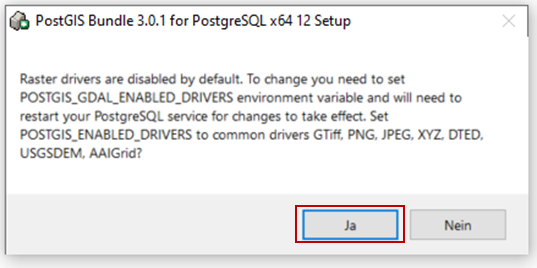 PostGIS Bundle 3.0.1 for PostgreSQL x64 12 Setup
Raster drivers are disabled by default. To change you need to set
POSTGIS_GDAL_ENABLED_DRIVERS environment variable and will need to
restart your PostgreSQL service for changes to take effect. Set
POSTGIS_ENABLED_DRIVERS to common drivers GTiff, PNG, JPEG, XYZ, DTED,
USGSDEM, AAIGrid?
Ja
Nein